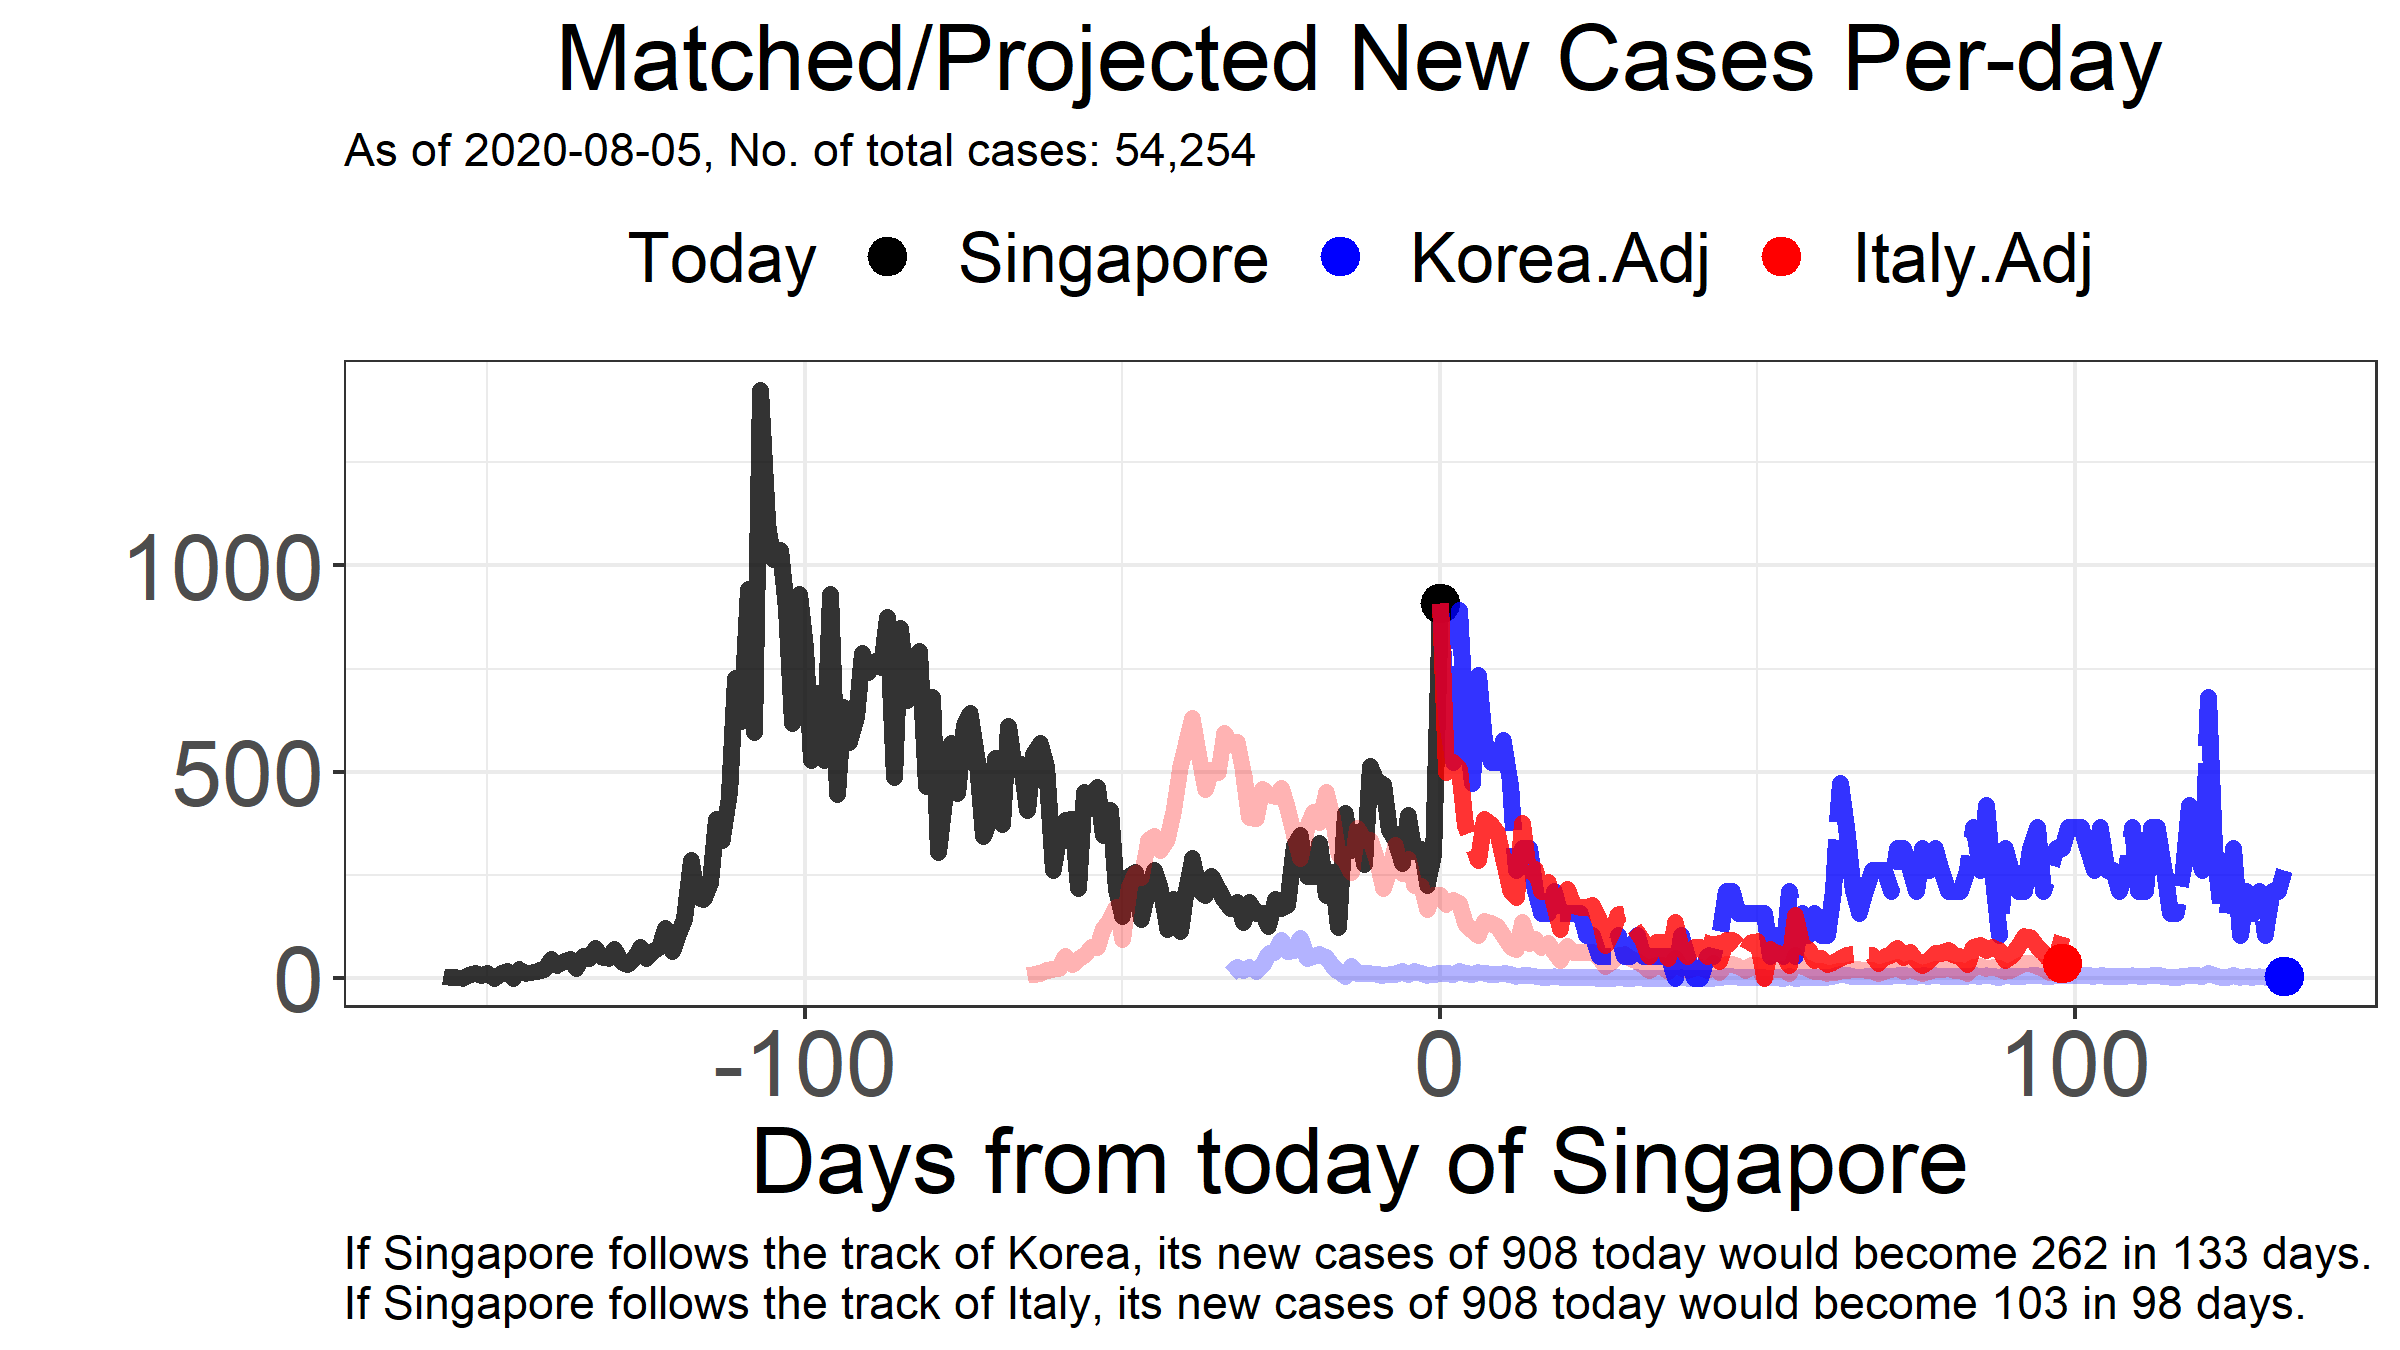 Matched/Projected New Cases Per-day
As of 2020-08-05, No. of total cases: 54,254
Today Singapore Korea.Adj Italy.Adj
1000
500
0
-100 0 100
Days from today of Singapore
If Singapore follows the track of Korea, its new cases of 908 today would become 262 in 133 days.
If Singapore follows the track of Italy, its new cases of 908 today would become 103 in 98 days.